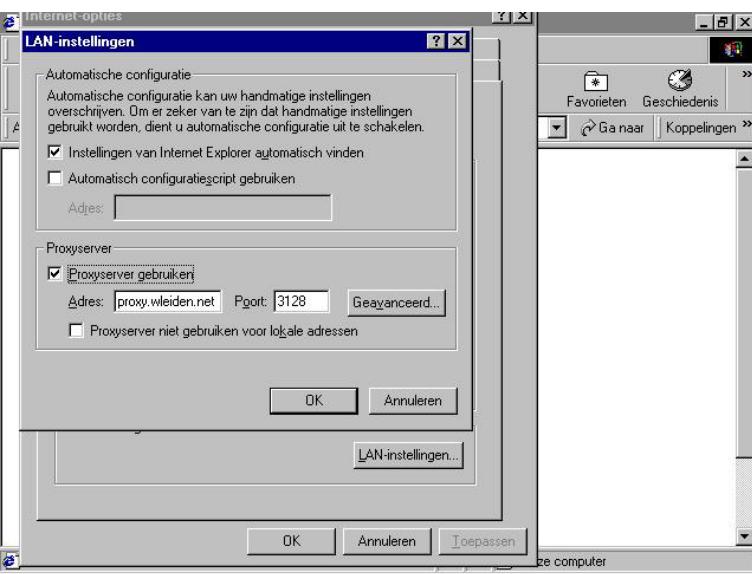 Internet-opties
LAN-instellingen
Automatische configuratie
Automatische configuratie kan uw handmatige instellingen
overschrijven. Om er zeker van te zijn dat handmatige instellingen
gebruikt worden, dient u automatische configuratie uit te schakelen.
Instellingen van Internet Explorer automatisch vinden
Automatisch configuratiescript gebruiken
Adres:
Proxyserver
Proxyserver gebruiken
Adres: proxy.wleiden.net Poort: 3128 Geavanceerd...
Proxyserver niet gebruiken voor lokale adressen
OK Annuleren
LAN-instellingen...
OK Annuleren Toepassen
Favorieten Geschiedenis
Ga naar Koppelingen
computer